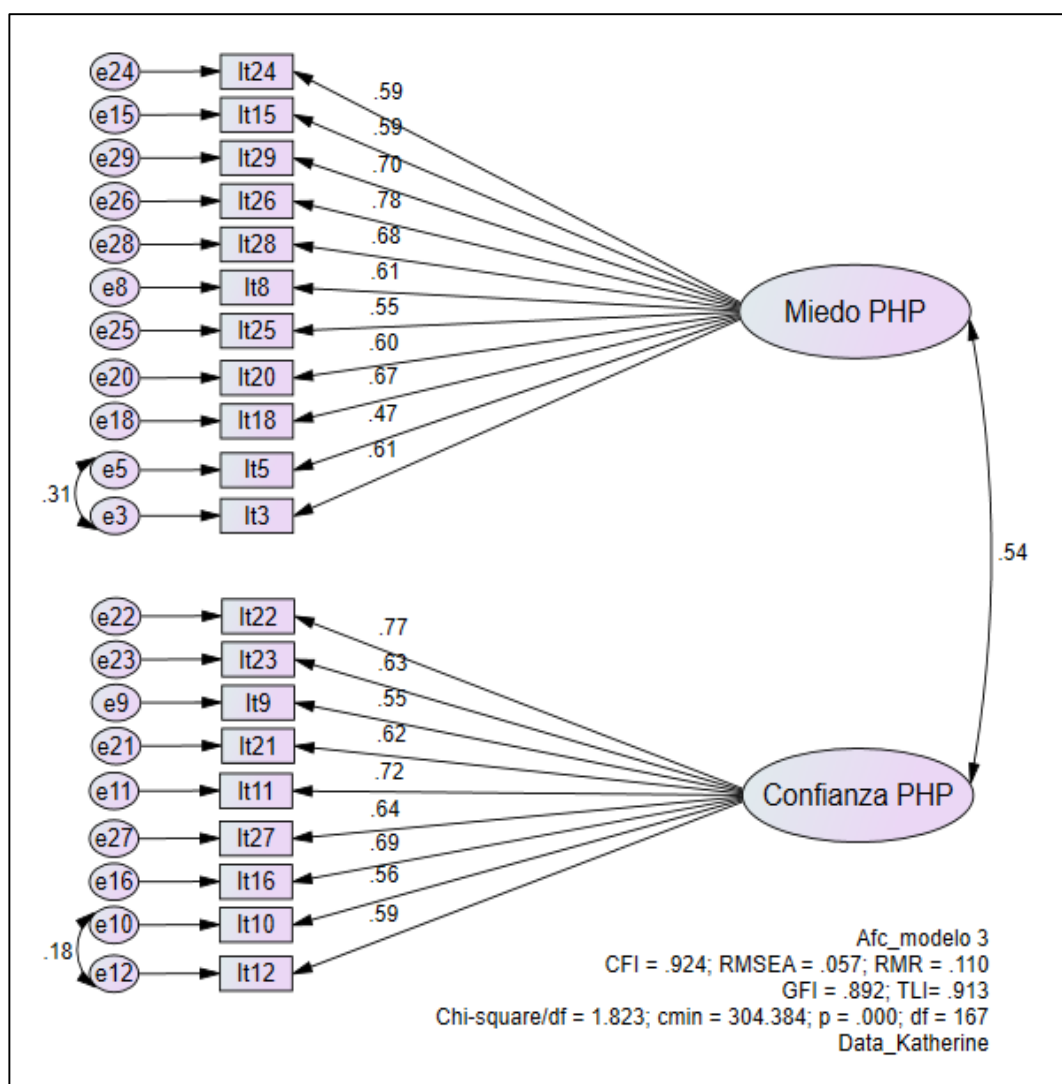 e24 It24 .59
e15 It15 .59
e29 It29 .70
e26 It26 .78
e28 It28 .68
e8 It8 .61
e25 It25 .55
e20 It20 .60
e18 It18 .67
e5 It5 .47
e3 It3 .61
.31
Miedo PHP
.54
e22 It22 .77
e23 It23 .63
e9 It9 .55
e21 It21 .62
e11 It11 .72
e27 It27 .64
e16 It16 .69
e10 It10 .56
e12 It12 .59
.18
Confianza PHP
Afc_modelo 3
CFI = .924; RMSEA = .057; RMR = .110
GFI = .892; TLI= .913
Chi-square/df = 1.823; cmin = 304.384; p = .000; df = 167
Data_Katherine